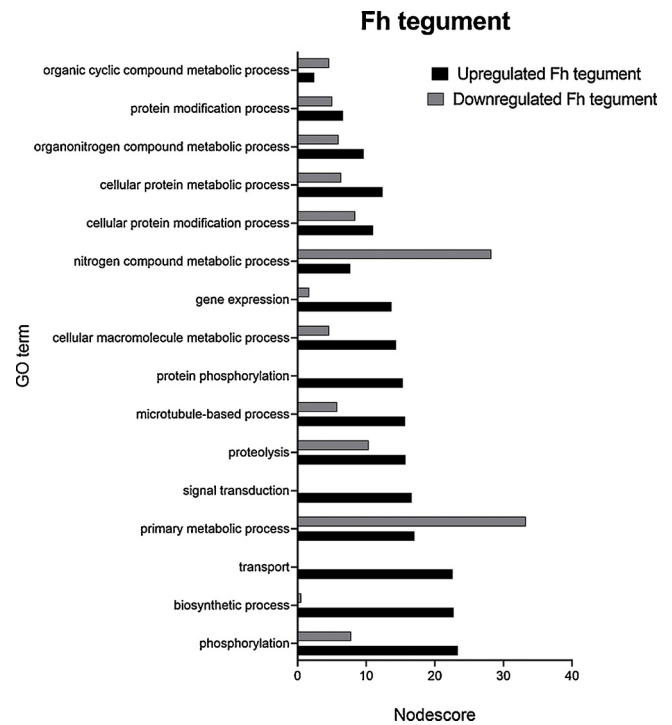 Fh tegument
Upregulated Fh tegument
Downregulated Fh tegument
organic cyclic compound metabolic process
protein modification process
organonitrogen compound metabolic process
cellular protein metabolic process
cellular protein modification process
nitrogen compound metabolic process
gene expression
cellular macromolecule metabolic process
protein phosphorylation
microtubule-based process
proteolysis
signal transduction
primary metabolic process
transport
biosynthetic process
phosphorylation
GO term
0 10 20 30 40
Nodescore